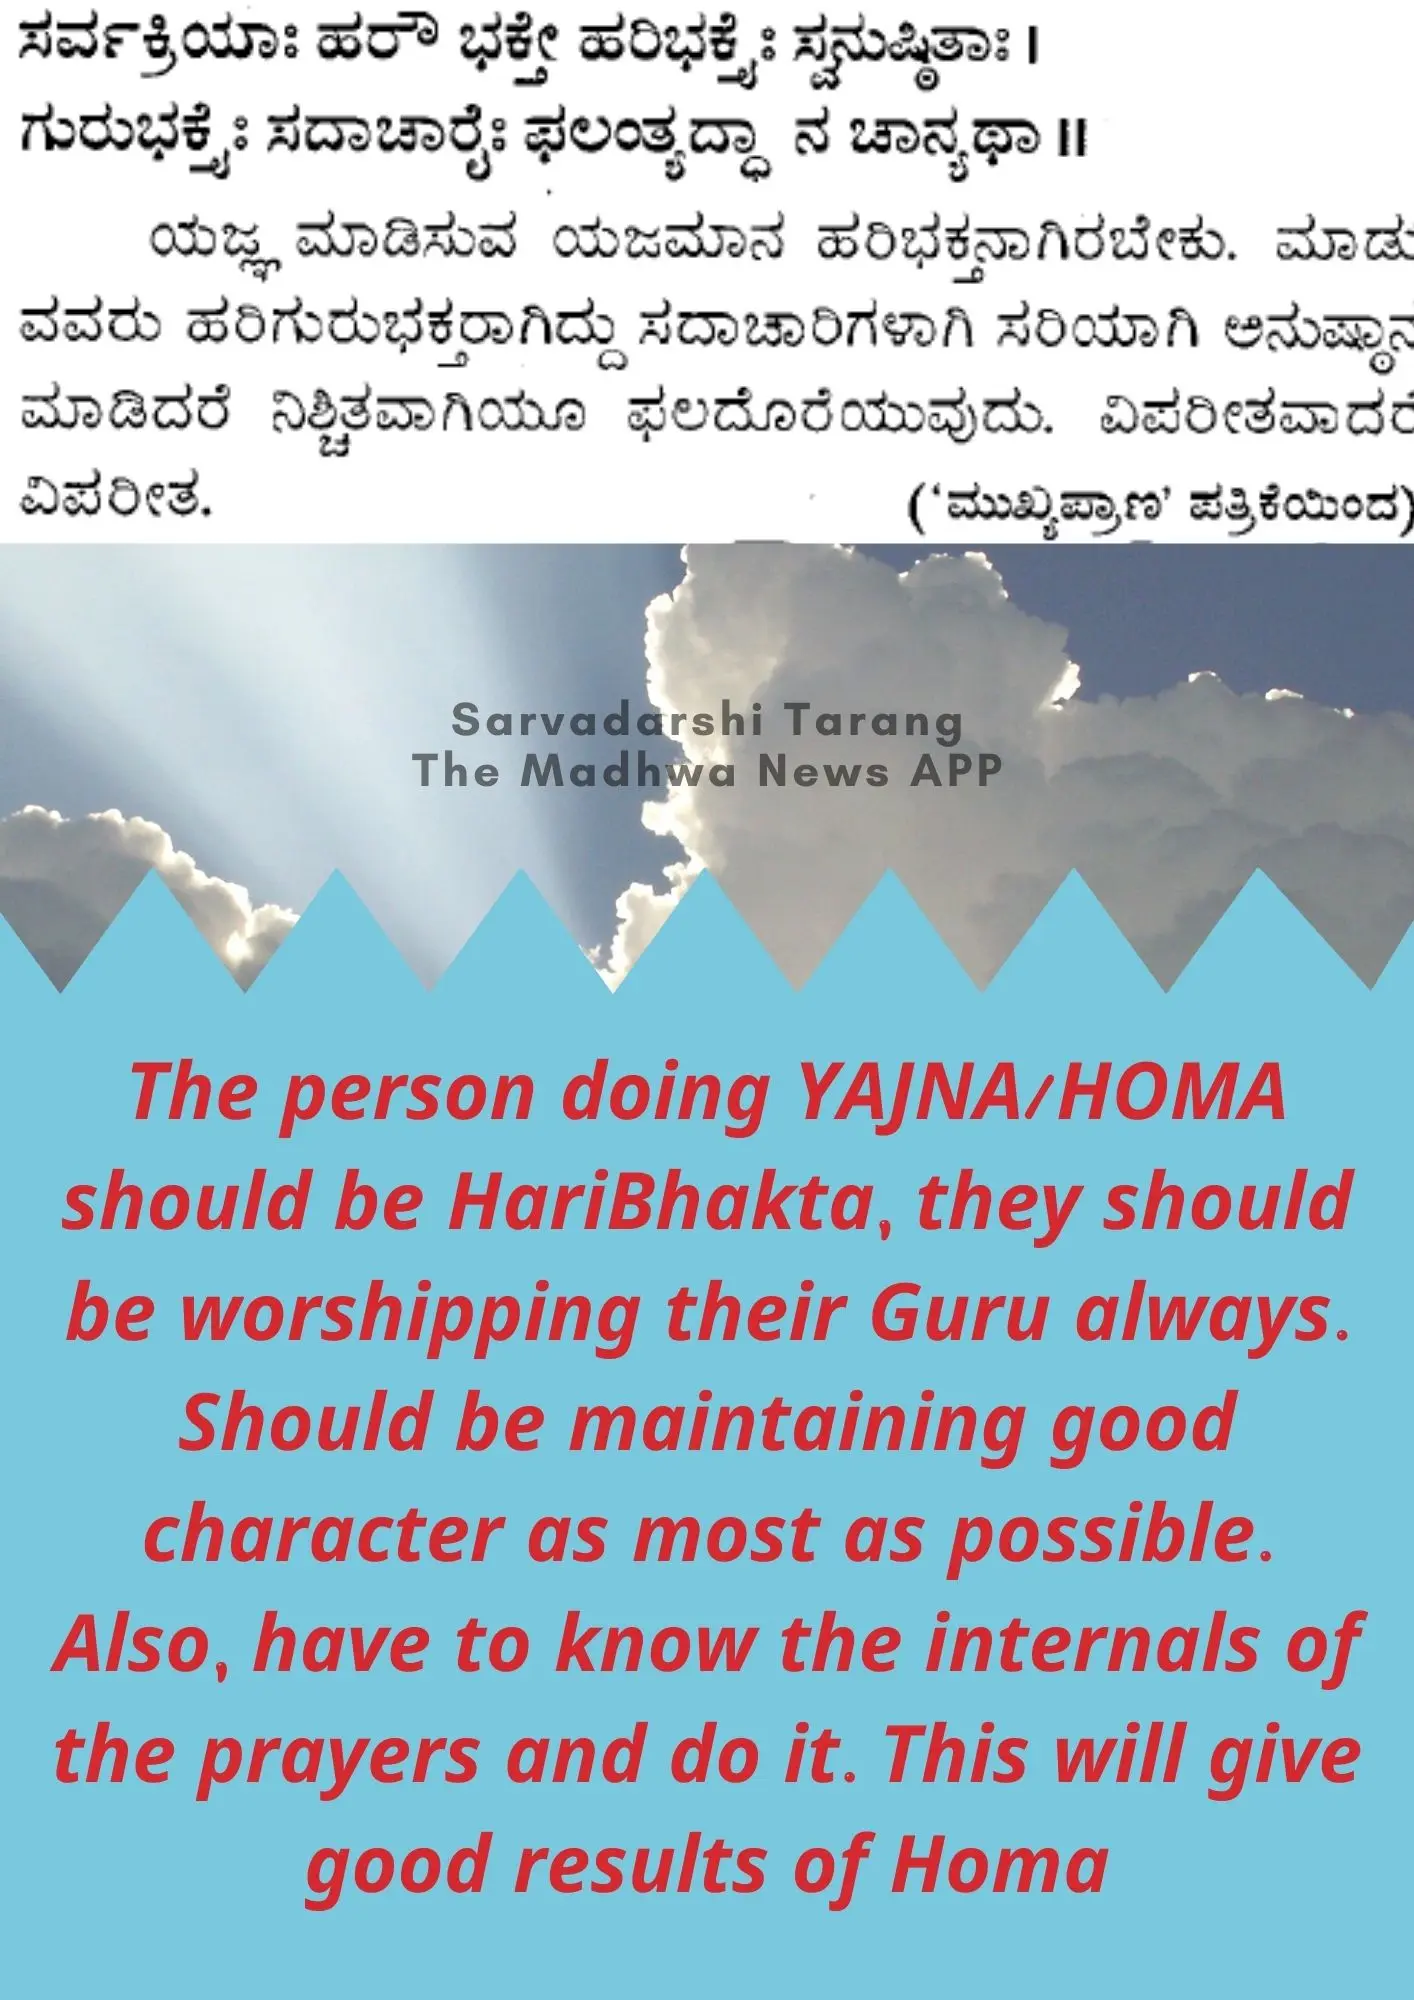 ಸರ್ವಕ್ರಿಯಾಃ ಹರೌ ಭಕ್ತೇ ಹರಿಭಕ್ತೈಃ ಸ್ವನುಷ್ಠಿತಾಃ ।
ಗುರುಭಕ್ತೈಃ ಸದಾಚಾರೈಃ ಫಲಂತ್ಯದ್ಧಾ ನ ಚಾನ್ಯಥಾ ॥
ಯಜ್ಞ ಮಾಡಿಸುವ ಯಜಮಾನ ಹರಿಭಕ್ತನಾಗಿರಬೇಕು. ಮಾಡು
ವವರು ಹರಿಗುರುಭಕ್ತರಾಗಿದ್ದು ಸದಾಚಾರಿಗಳಾಗಿ ಸರಿಯಾಗಿ ಅನುಷ್ಠಾನ
ಮಾಡಿದರೆ ನಿಶ್ಚಿತವಾಗಿಯೂ ಫಲದೊರೆಯುವುದು. ವಿಪರೀತವಾದರೆ
ವಿಪರೀತ. (‘ಮುಖ್ಯಪ್ರಾಣ’ ಪತ್ರಿಕೆಯಿಂದ)
Sarvadarshi Tarang
The Madhwa News APP
The person doing YAJNA/HOMA
should be HariBhakta, they should
be worshipping their Guru always.
Should be maintaining good
character as most as possible.
Also, have to know the internals of
the prayers and do it. This will give
good results of Homa